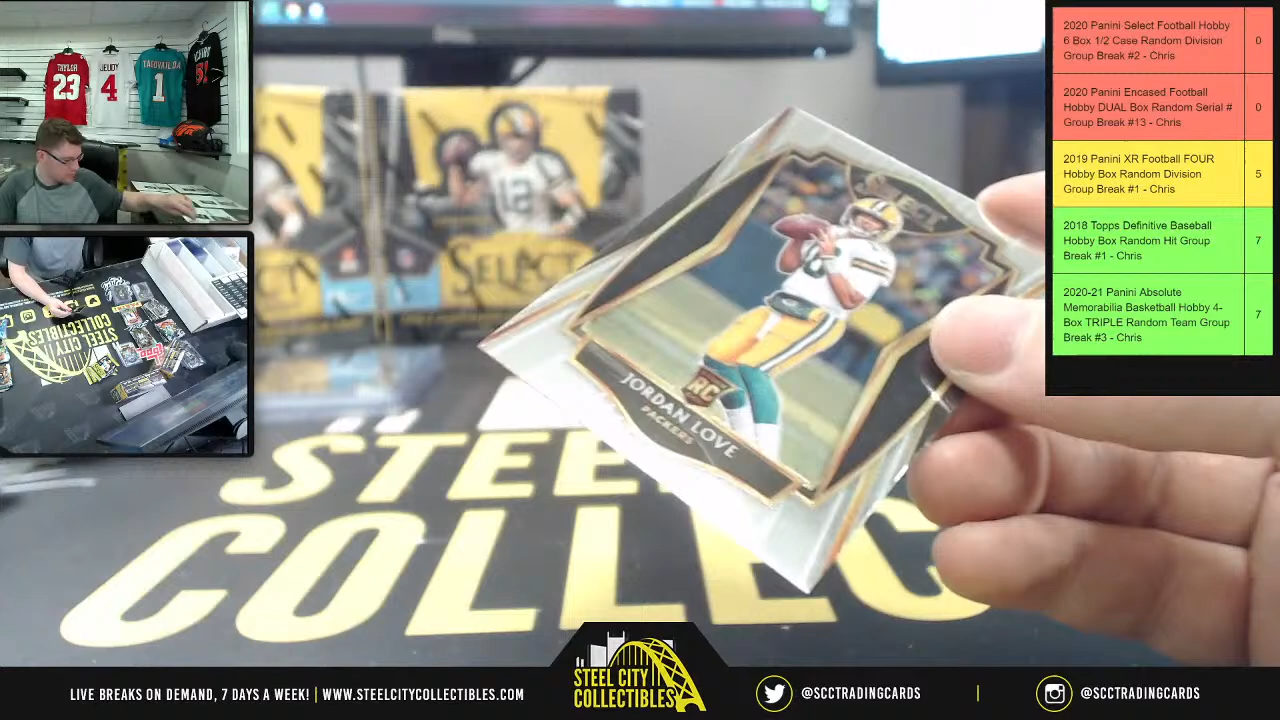 TAYLOR
23
JEUDY
4
TAGOVAILOA
1
51
12
SELECT
SELECT
RC
JORDAN LOVE
PACKERS
STEE
COLLEC
STEEL CITY
COLLECTIBLES
2020 Panini Select Football Hobby
6 Box 1/2 Case Random Division
Group Break #2 - Chris
0
2020 Panini Encased Football
Hobby DUAL Box Random Serial #
Group Break #13 - Chris
0
2019 Panini XR Football FOUR
Hobby Box Random Division
Group Break #1 - Chris
5
2018 Topps Definitive Baseball
Hobby Box Random Hit Group
Break #1 - Chris
7
2020-21 Panini Absolute
Memorabilia Basketball Hobby 4-
Box TRIPLE Random Team Group
Break #3 - Chris
7
LIVE BREAKS ON DEMAND, 7 DAYS A WEEK! | WWW.STEELCITYCOLLECTIBLES.COM
STEEL CITY
COLLECTIBLES
@SCCTRADINGCARDS
@SCCTRADINGCARDS